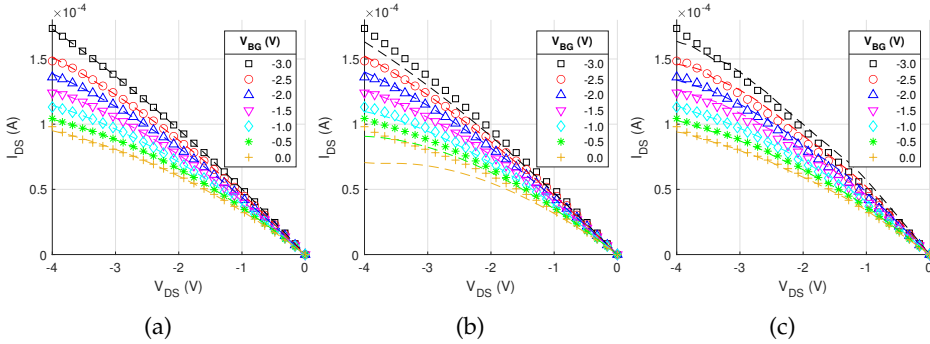 ×10⁻⁴ ×10⁻⁴ ×10⁻⁴
V_BG (V) V_BG (V) V_BG (V)
1.5 -3.0 1.5 -3.0 1.5 -3.0
-2.5 -2.5 -2.5
-2.0 -2.0 -2.0
1 -1.5 1 -1.5 1 -1.5
-1.0 -1.0 -1.0
-0.5 -0.5 -0.5
0.0 0.0 0.0
I_DS (A) I_DS (A) I_DS (A)
0.5 0.5 0.5
0 0 0
-4 -3 -2 -1 0 -4 -3 -2 -1 0 -4 -3 -2 -1 0
V_DS (V) V_DS (V) V_DS (V)
(a) (b) (c)